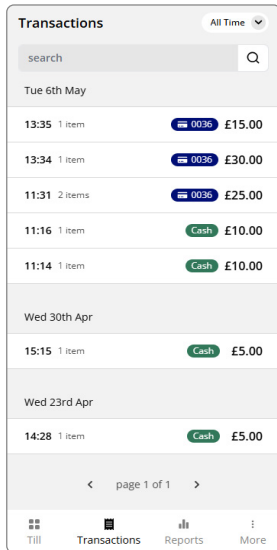 Transactions All Time
search
Tue 6th May
13:35 1 item 0036 £15.00
13:34 1 item 0036 £30.00
11:31 2 items 0036 £25.00
11:16 1 item Cash £10.00
11:14 1 item Cash £10.00
Wed 30th Apr
15:15 1 item Cash £5.00
Wed 23rd Apr
14:28 1 item Cash £5.00
page 1 of 1
Till Transactions Reports More